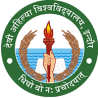 देवी अहिल्या विश्वविद्यालय, इन्दौर
धियो यो नः प्रचोदयात्